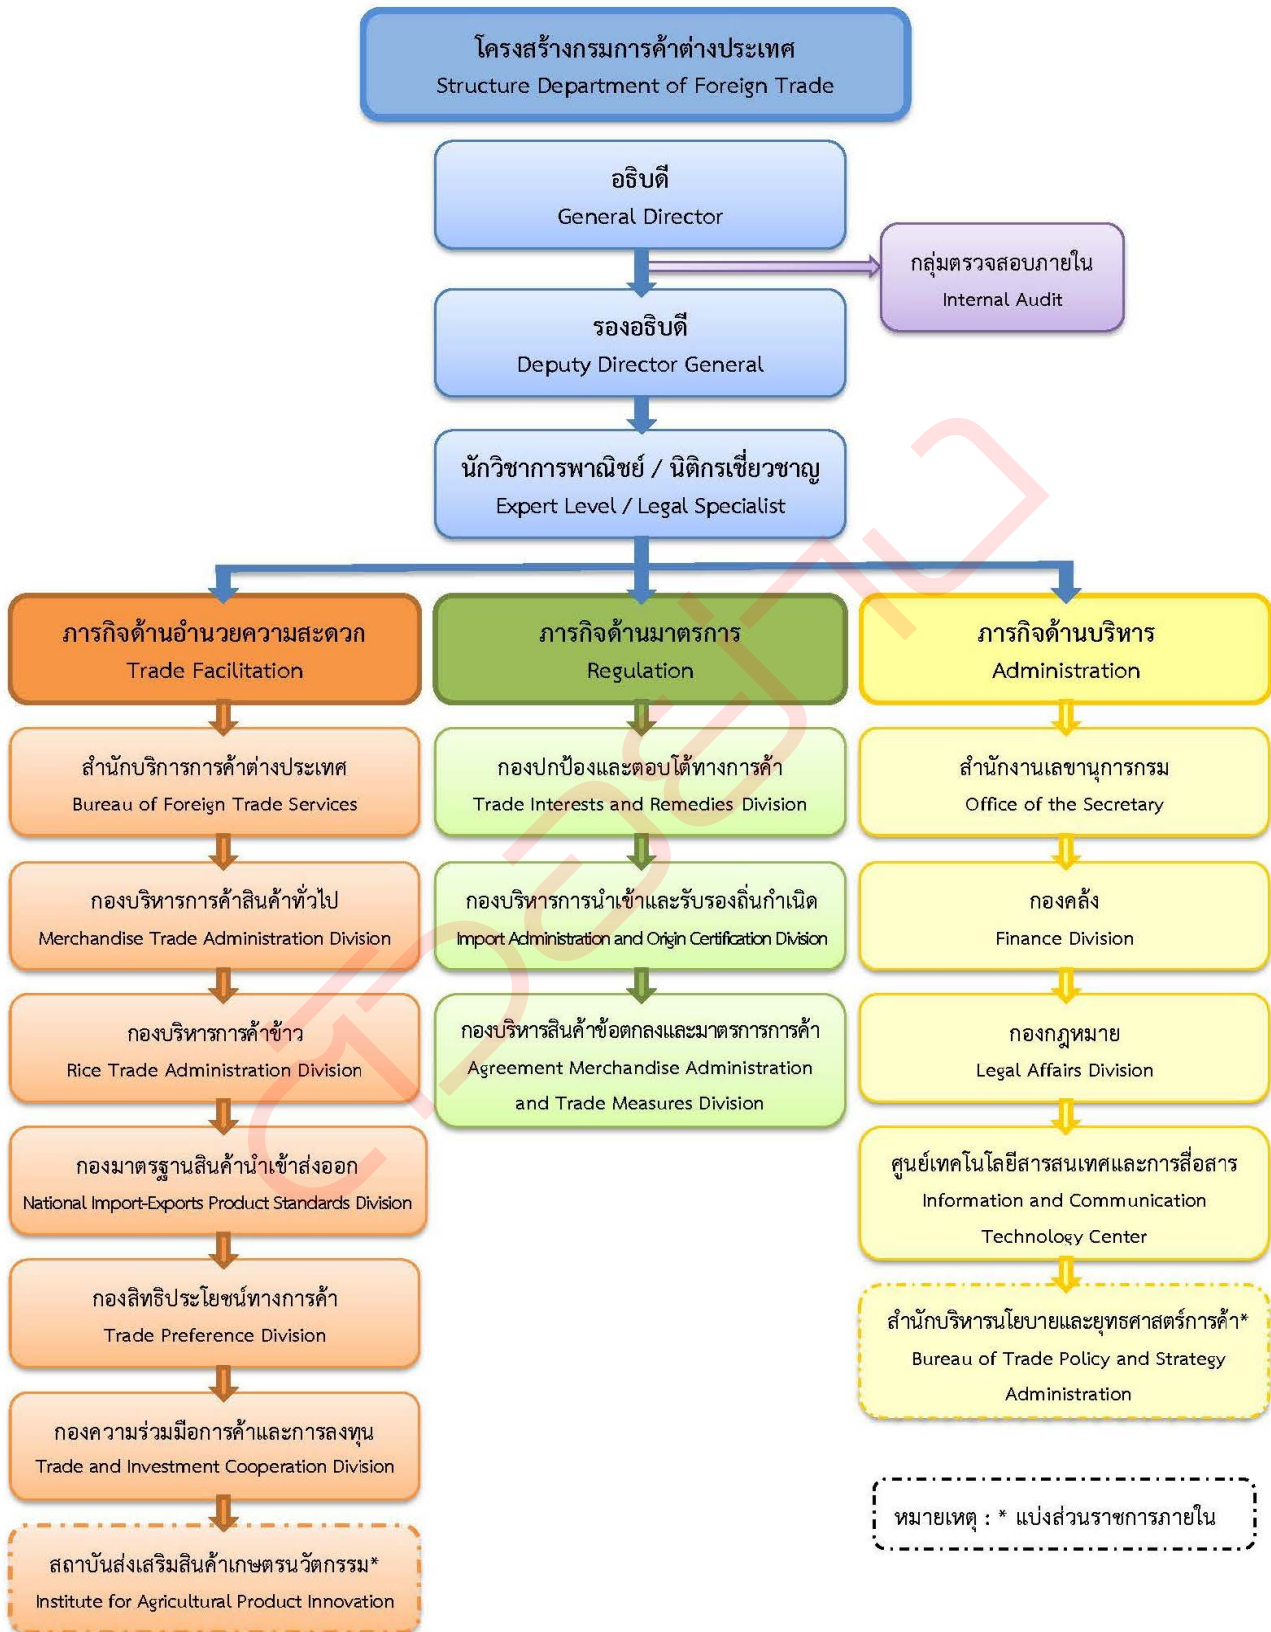 โครงสร้างกรมการค้าต่างประเทศ
Structure Department of Foreign Trade
อธิบดี
General Director
กลุ่มตรวจสอบภายใน
Internal Audit
รองอธิบดี
Deputy Director General
นักวิชาการพาณิชย์ / นิติกรเชี่ยวชาญ
Expert Level / Legal Specialist
ภารกิจด้านอำนวยความสะดวก
Trade Facilitation
สำนักบริการการค้าต่างประเทศ
Bureau of Foreign Trade Services
กองบริหารการค้าสินค้าทั่วไป
Merchandise Trade Administration Division
กองบริหารการค้าข้าว
Rice Trade Administration Division
กองมาตรฐานสินค้านำเข้าส่งออก
National Import-Exports Product Standards Division
กองสิทธิประโยชน์ทางการค้า
Trade Preference Division
กองความร่วมมือการค้าและการลงทุน
Trade and Investment Cooperation Division
สถาบันส่งเสริมสินค้าเกษตรนวัตกรรม*
Institute for Agricultural Product Innovation
ภารกิจด้านมาตรการ
Regulation
กองปกป้องและตอบโต้ทางการค้า
Trade Interests and Remedies Division
กองบริหารการนำเข้าและรับรองถิ่นกำเนิด
Import Administration and Origin Certification Division
กองบริหารสินค้าข้อตกลงและมาตรการการค้า
Agreement Merchandise Administration
and Trade Measures Division
ภารกิจด้านบริหาร
Administration
สำนักงานเลขานุการกรม
Office of the Secretary
กองคลัง
Finance Division
กองกฎหมาย
Legal Affairs Division
ศูนย์เทคโนโลยีสารสนเทศและการสื่อสาร
Information and Communication
Technology Center
สำนักบริหารนโยบายและยุทธศาสตร์การค้า*
Bureau of Trade Policy and Strategy
Administration
หมายเหตุ : * แบ่งส่วนราชการภายใน
ตัวอย่าง